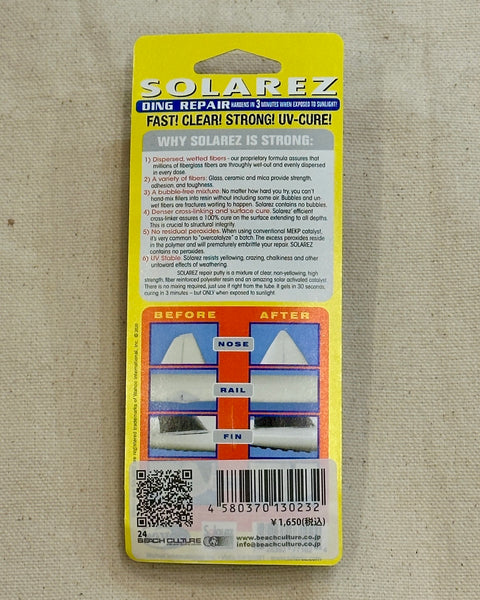 SOLAREZ
DING REPAIR HARDENS IN 3 MINUTES WHEN EXPOSED TO SUNLIGHT!
FAST! CLEAR! STRONG! UV-CURE!
WHY SOLAREZ IS STRONG:
1) Dispersed, wetted fibers - our proprietary formula assures that
millions of fiberglass fibers are throughly wet-out and evenly dispersed
in every dose.
2) A variety of fibers: Glass, ceramic and mica provide strength,
adhesion, and toughness.
3) A bubble-free mixture. No matter how hard you try, you can't
hand-mix fillers into resin without including some air. Bubbles and un-
wet fibers are fractures waiting to happen. Solarez contains no bubbles.
4) Denser cross-linking and surface cure. Solarez' efficient
cross-linker assures a 100% cure on the surface extending to all depths.
This is crucial to structural integrity
5) No residual peroxides. When using conventional MEKP catalyst,
it's very common to "overcatalyze" a batch. The excess peroxides reside
in the polymer and will prematurely embrittle your repair. SOLAREZ
contains no peroxides.
6) UV Stable. Solarez resists yellowing, crazing, chalkiness and other
untoward effects of weathering.
SOLAREZ repair putty is a mixture of clear, non-yellowing, high
strength, fiber reinforced polyester resin and an amazing solar activated catalyst!
There is no mixing required, just use it right from the tube. It gels in 30 seconds,
curing in 3 minutes - but ONLY when exposed to sunlight!
BEFORE AFTER
NOSE
RAIL
FIN
are registered trademarks of Wahoo International, Inc.
4 580370 130232
¥1,650(税込)
24
BEACH CULTURE
www.beachculture.co.jp
info@beachculture.co.jp